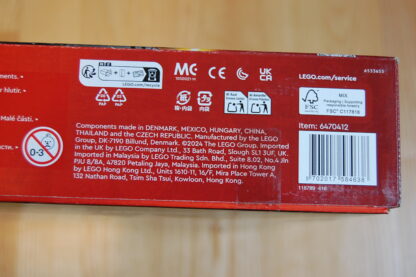 6533655
LEGO.com/recycling
LEGO.com/service
MC
CE
UK
CA
20
PAP
21
PAP
FSC
MIX
Packaging | Supporting
responsible forestry
FSC® C117818
ments. •
hlutir.
Malé části.
0-3
Item: 6470412
Components made in DENMARK, MEXICO, HUNGARY, CHINA,
THAILAND and the CZECH REPUBLIC. Manufactured by the LEGO
Group, DK-7190 Billund, Denmark. ©2024 The LEGO Group. Imported
in the UK by LEGO Company Ltd., 33 Bath Road, Slough SL1 3UF, UK.
Imported in Malaysia by LEGO Trading Sdn. Bhd., Suite 8.02, No.4 Jln
PJU 8/8A, 47820 Petaling Jaya, Malaysia. Imported in Hong Kong by
LEGO Hong Kong Ltd., Units 1610-11, 16/F, Mira Place Tower A,
132 Nathan Road, Tsim Sha Tsui, Kowloon, Hong Kong.
5 702017 584638